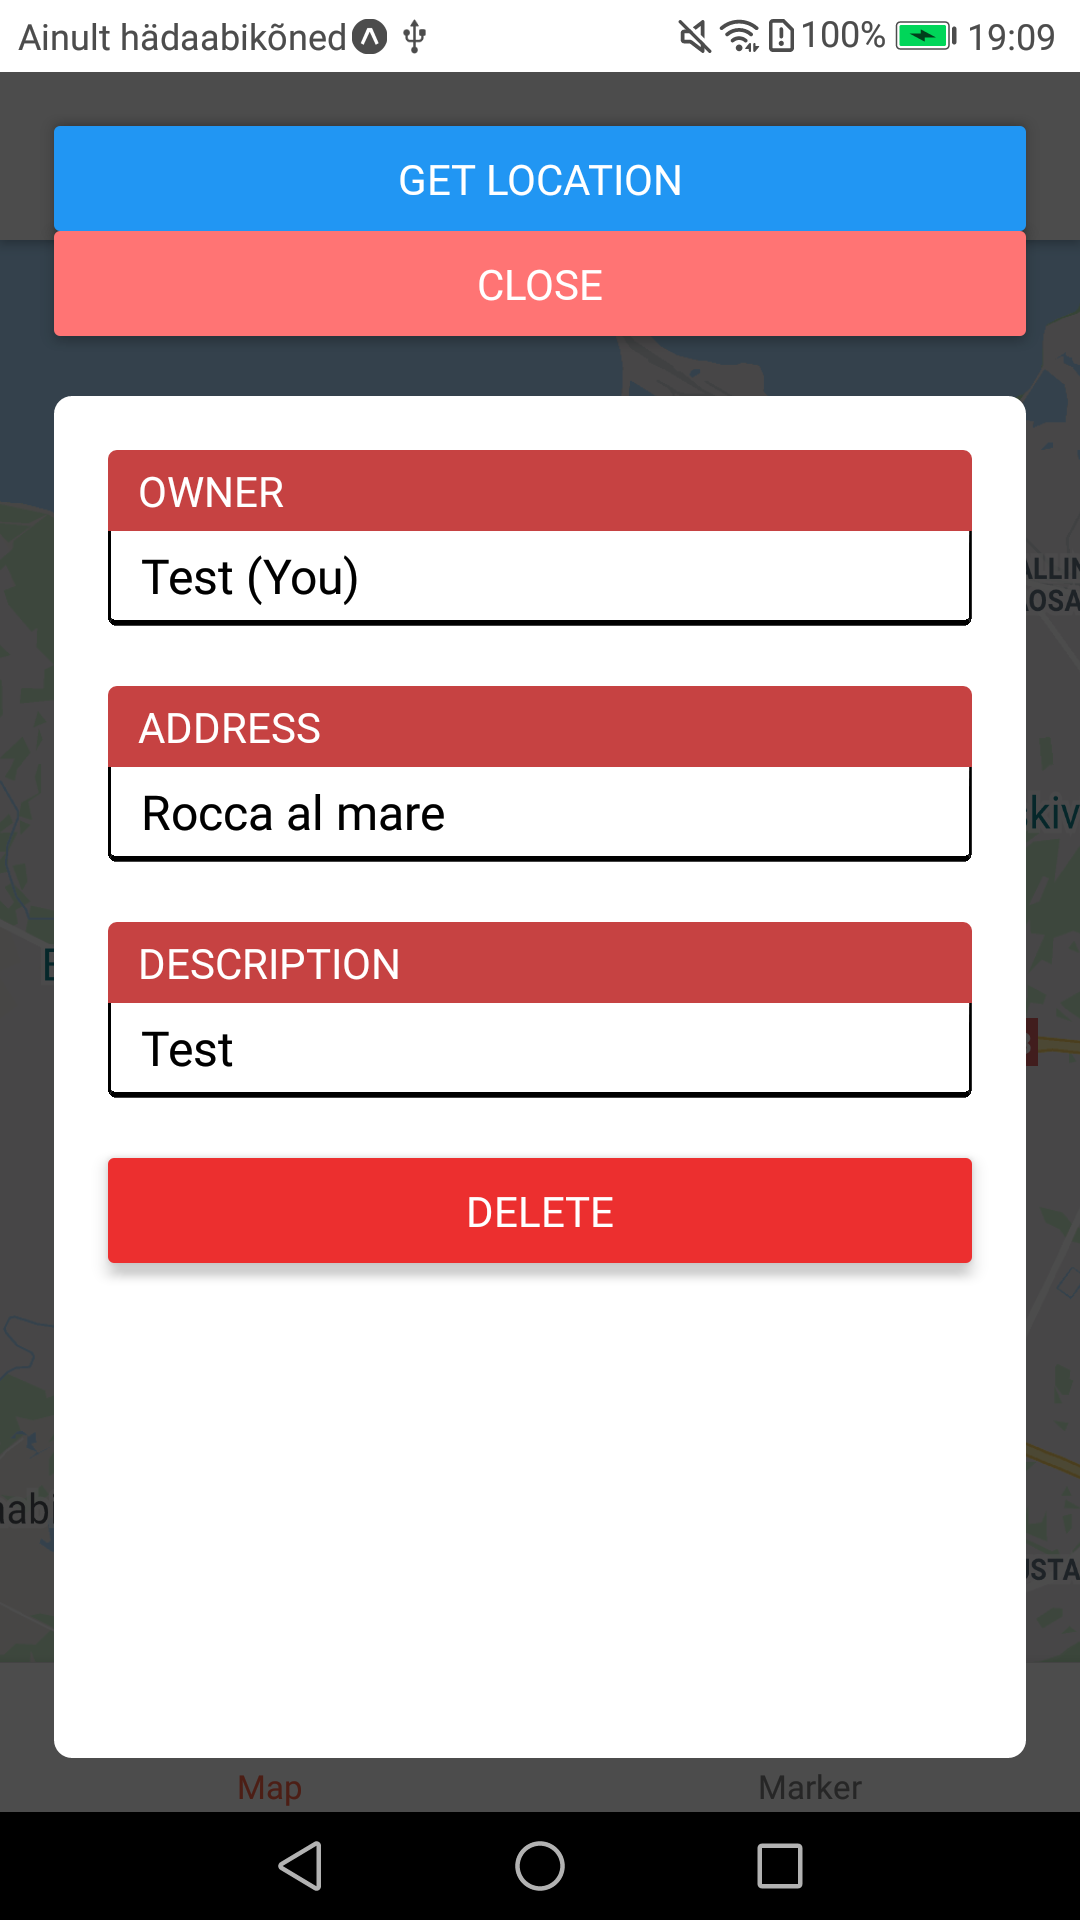 Ainult hädaabikõned 100% 19:09
GET LOCATION
CLOSE
OWNER
Test (You)
ADDRESS
Rocca al mare
DESCRIPTION
Test
DELETE
Map Marker